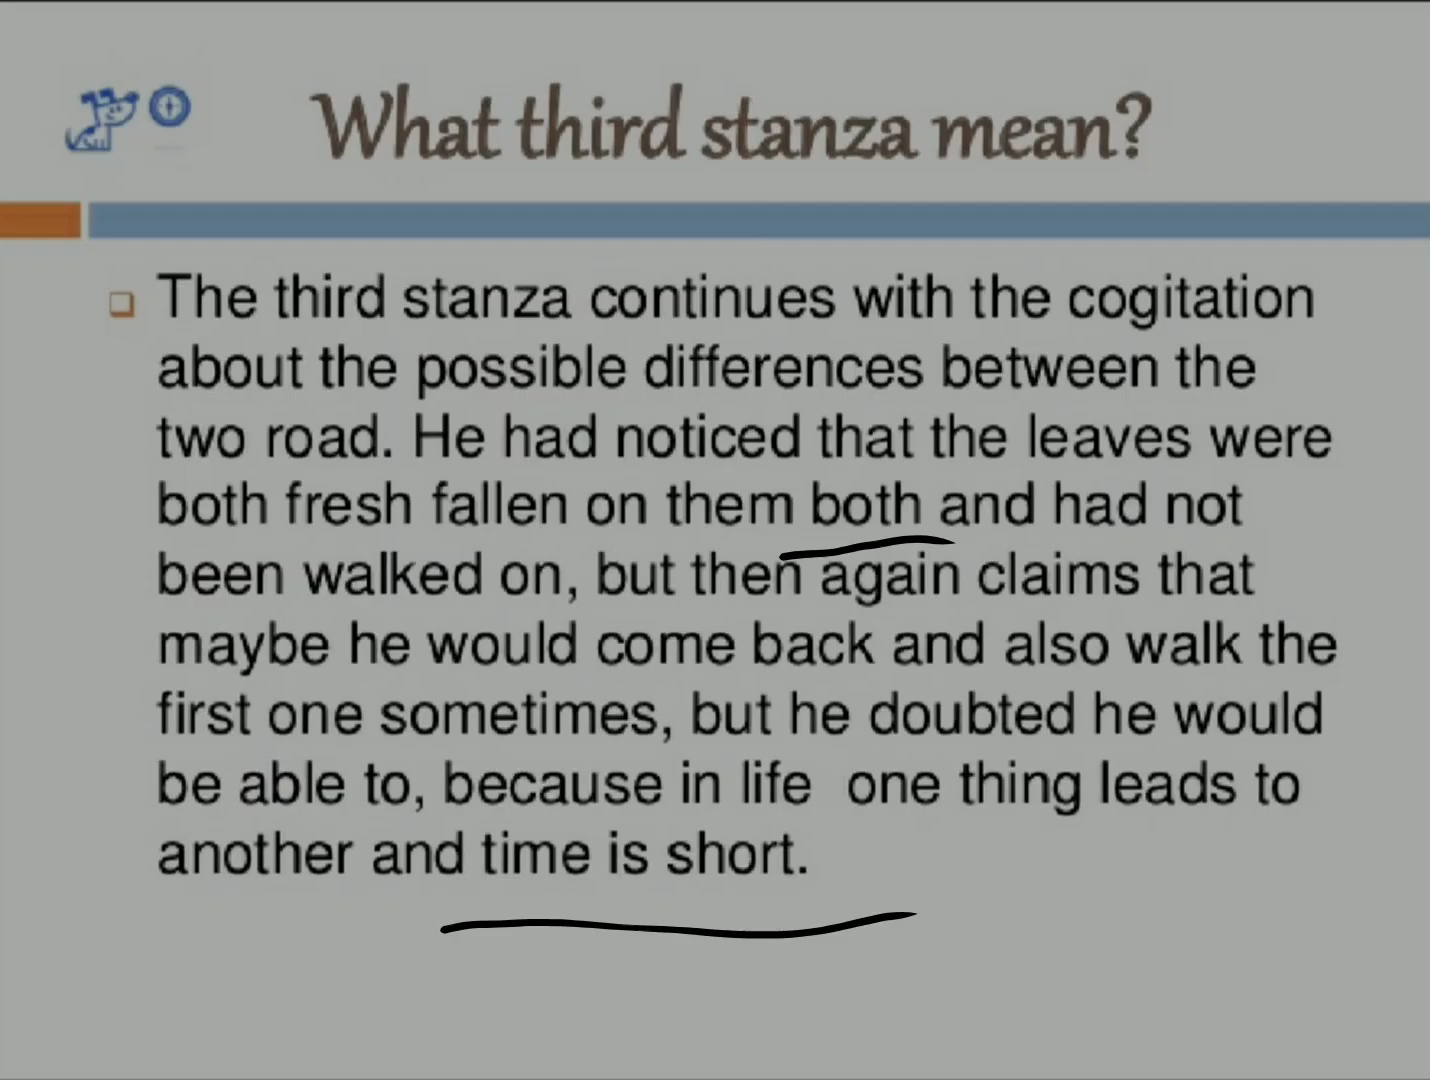 What third stanza mean?
The third stanza continues with the cogitation
about the possible differences between the
two road. He had noticed that the leaves were
both fresh fallen on them both and had not
been walked on, but then again claims that
maybe he would come back and also walk the
first one sometimes, but he doubted he would
be able to, because in life one thing leads to
another and time is short.